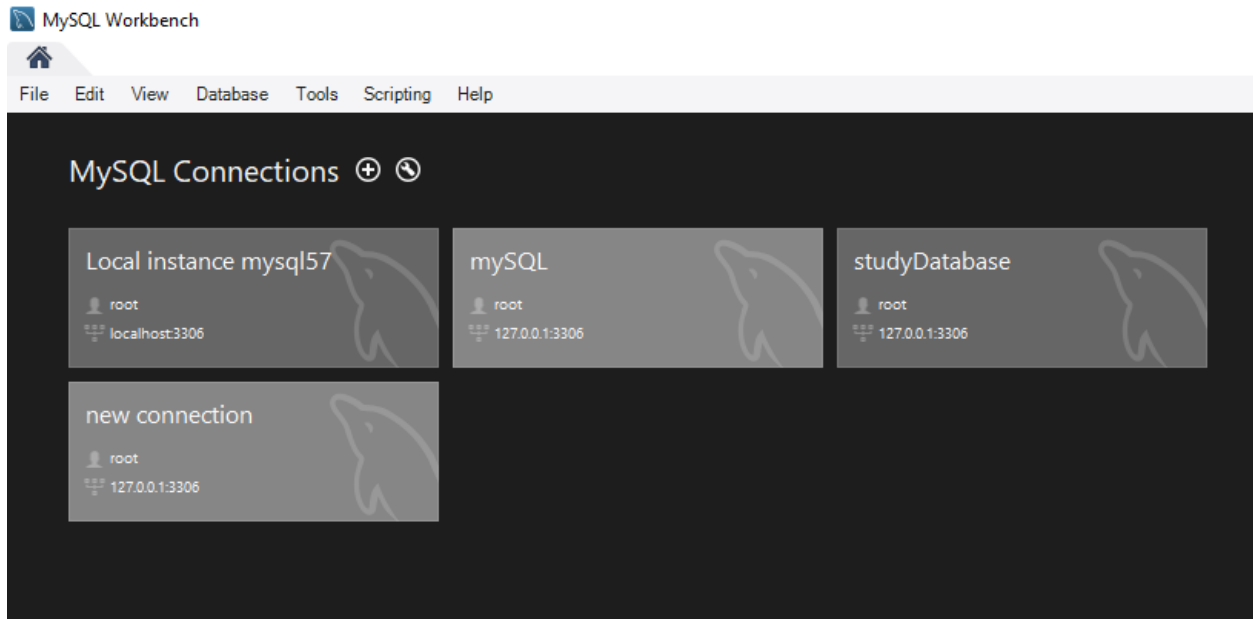 MySQL Workbench
File Edit View Database Tools Scripting Help
MySQL Connections
Local instance mysql57
root
localhost:3306
mySQL
root
127.0.0.1:3306
studyDatabase
root
127.0.0.1:3306
new connection
root
127.0.0.1:3306